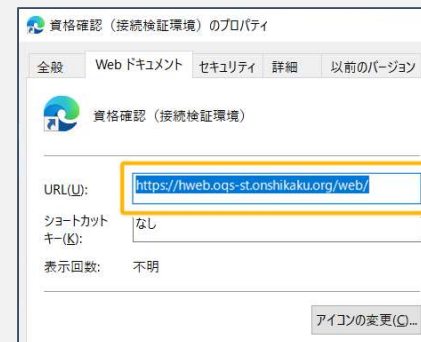 資格確認（接続検証環境）のプロパティ
全般 Web ドキュメント セキュリティ 詳細 以前のバージョン
資格確認（接続検証環境）
URL(U): https://hweb.oqs-st.onshikaku.org/web/
ショートカット キー(K): なし
表示回数: 不明
アイコンの変更(C)...